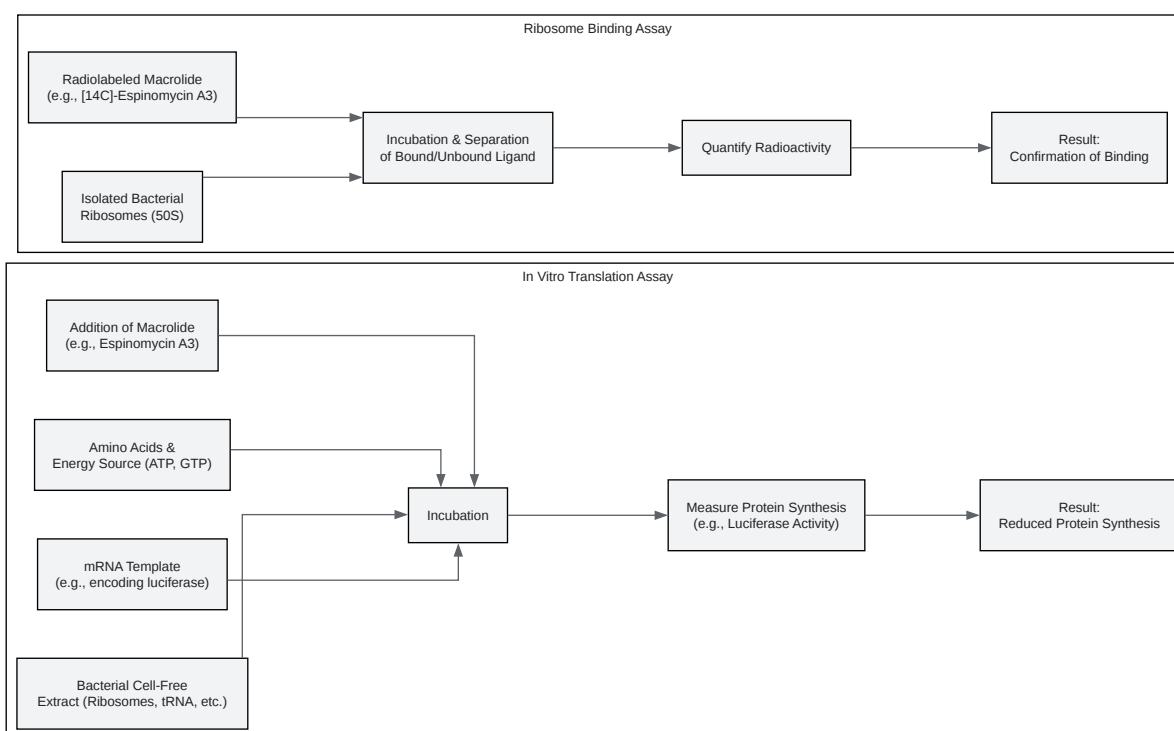 Ribosome Binding Assay
Radiolabeled Macrolide
(e.g., [14C]-Espinomycin A3)
Isolated Bacterial
Ribosomes (50S)
Incubation & Separation
of Bound/Unbound Ligand
Quantify Radioactivity
Result:
Confirmation of Binding
In Vitro Translation Assay
Addition of Macrolide
(e.g., Espinomycin A3)
Amino Acids &
Energy Source (ATP, GTP)
mRNA Template
(e.g., encoding luciferase)
Bacterial Cell-Free
Extract (Ribosomes, tRNA, etc.)
Incubation
Measure Protein Synthesis
(e.g., Luciferase Activity)
Result:
Reduced Protein Synthesis